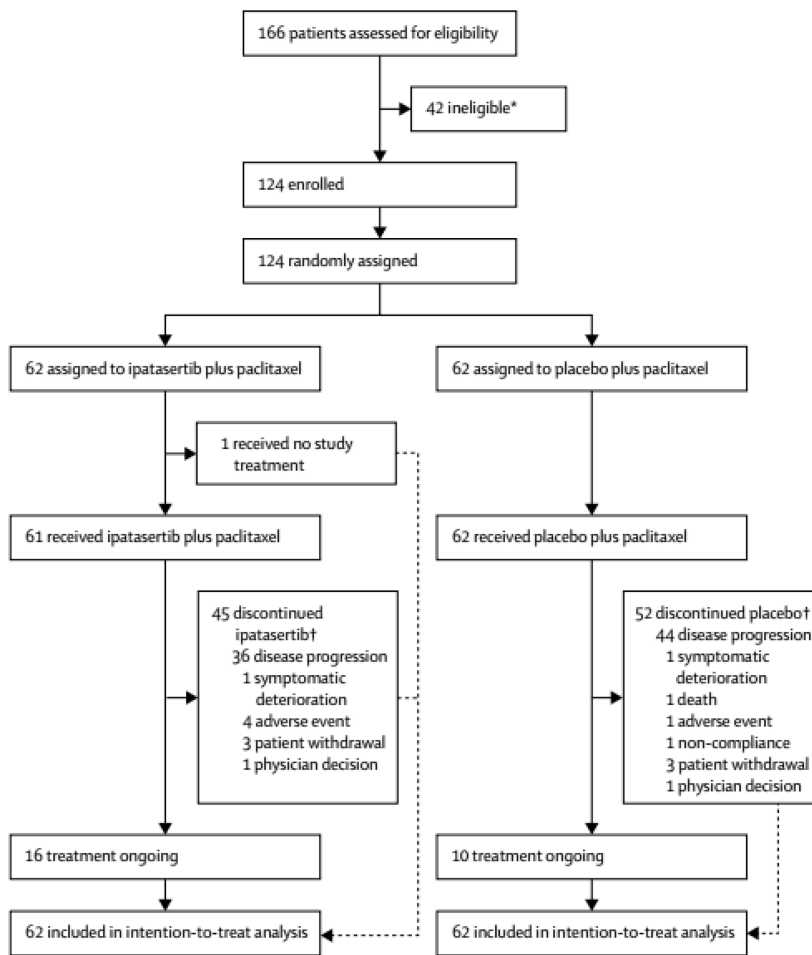 166 patients assessed for eligibility
42 ineligible*
124 enrolled
124 randomly assigned
62 assigned to ipatasertib plus paclitaxel
62 assigned to placebo plus paclitaxel
1 received no study
treatment
61 received ipatasertib plus paclitaxel
62 received placebo plus paclitaxel
45 discontinued
ipatasertib†
36 disease progression
1 symptomatic
deterioration
4 adverse event
3 patient withdrawal
1 physician decision
52 discontinued placebo†
44 disease progression
1 symptomatic
deterioration
1 death
1 adverse event
1 non-compliance
3 patient withdrawal
1 physician decision
16 treatment ongoing
10 treatment ongoing
62 included in intention-to-treat analysis
62 included in intention-to-treat analysis